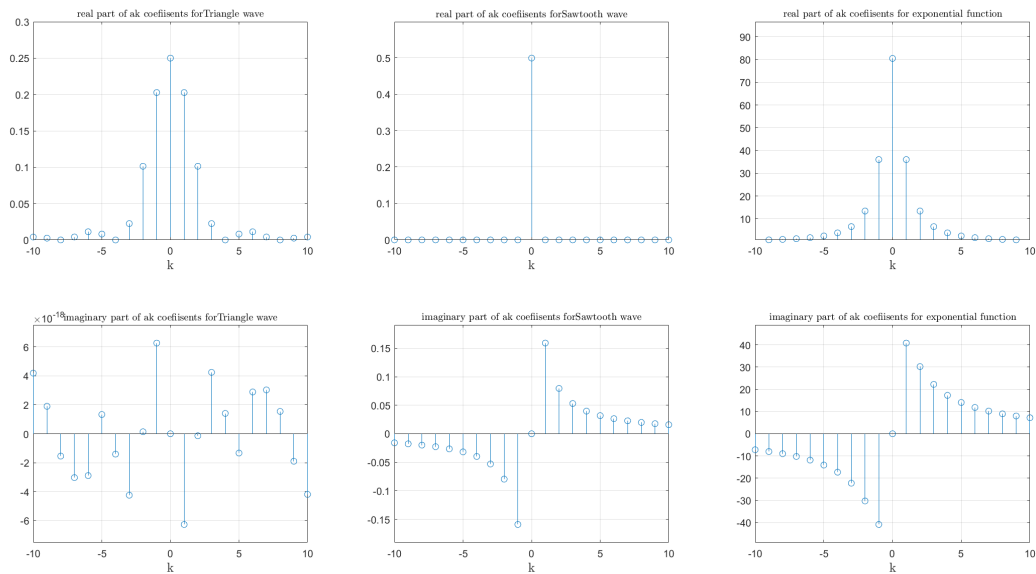 real part of ak coefiisents forTriangle wave
0.3
0.25
0.2
0.15
0.1
0.05
0
-10 -5 0 5 10
k
real part of ak coefiisents forSawtooth wave
0.5
0.4
0.3
0.2
0.1
0
-10 -5 0 5 10
k
real part of ak coefiisents for exponential function
90
80
70
60
50
40
30
20
10
-10 -5 0 5 10
k
×10^-18
imaginary part of ak coefiisents forTriangle wave
6
4
2
0
-2
-4
-6
-10 -5 0 5 10
k
imaginary part of ak coefiisents forSawtooth wave
0.15
0.1
0.05
0
-0.05
-0.1
-0.15
-10 -5 0 5 10
k
imaginary part of ak coefiisents for exponential function
40
30
20
10
0
-10
-20
-30
-40
-10 -5 0 5 10
k